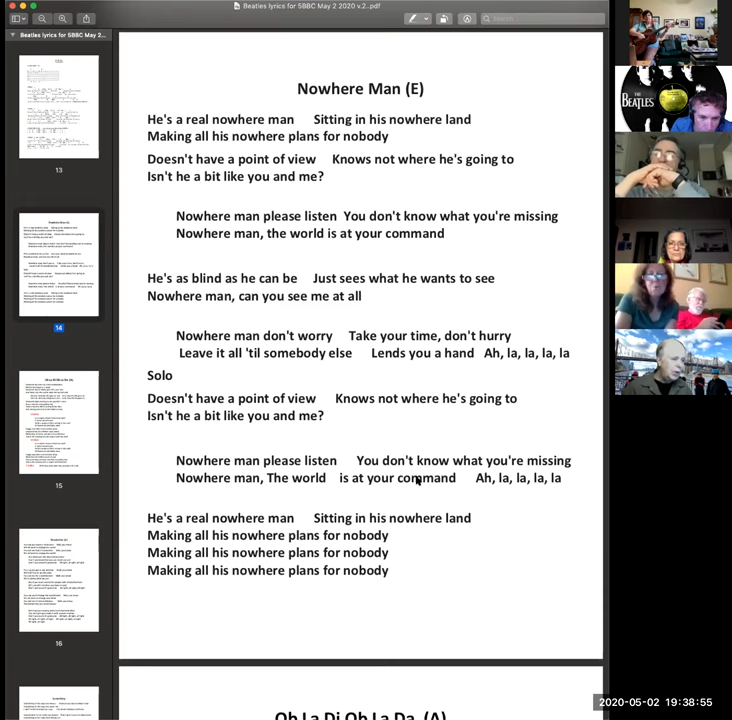 Beatles lyrics for 5BBC May 2 2020 v.2..pdf
Search
Beatles lyrics for 5BBC May 2...
13
14
15
16
Nowhere Man (E)
He's a real nowhere man Sitting in his nowhere land
Making all his nowhere plans for nobody
Doesn't have a point of view Knows not where he's going to
Isn't he a bit like you and me?
Nowhere man please listen You don't know what you're missing
Nowhere man, the world is at your command
He's as blind as he can be Just sees what he wants to see
Nowhere man, can you see me at all
Nowhere man don't worry Take your time, don't hurry
Leave it all 'til somebody else Lends you a hand Ah, la, la, la, la
Solo
Doesn't have a point of view Knows not where he's going to
Isn't he a bit like you and me?
Nowhere man please listen You don't know what you're missing
Nowhere man, The world is at your command Ah, la, la, la, la
He's a real nowhere man Sitting in his nowhere land
Making all his nowhere plans for nobody
Making all his nowhere plans for nobody
Making all his nowhere plans for nobody
Ob La Di Ob La Da (A)
THE
BEATLES
2020-05-02 19:38:55